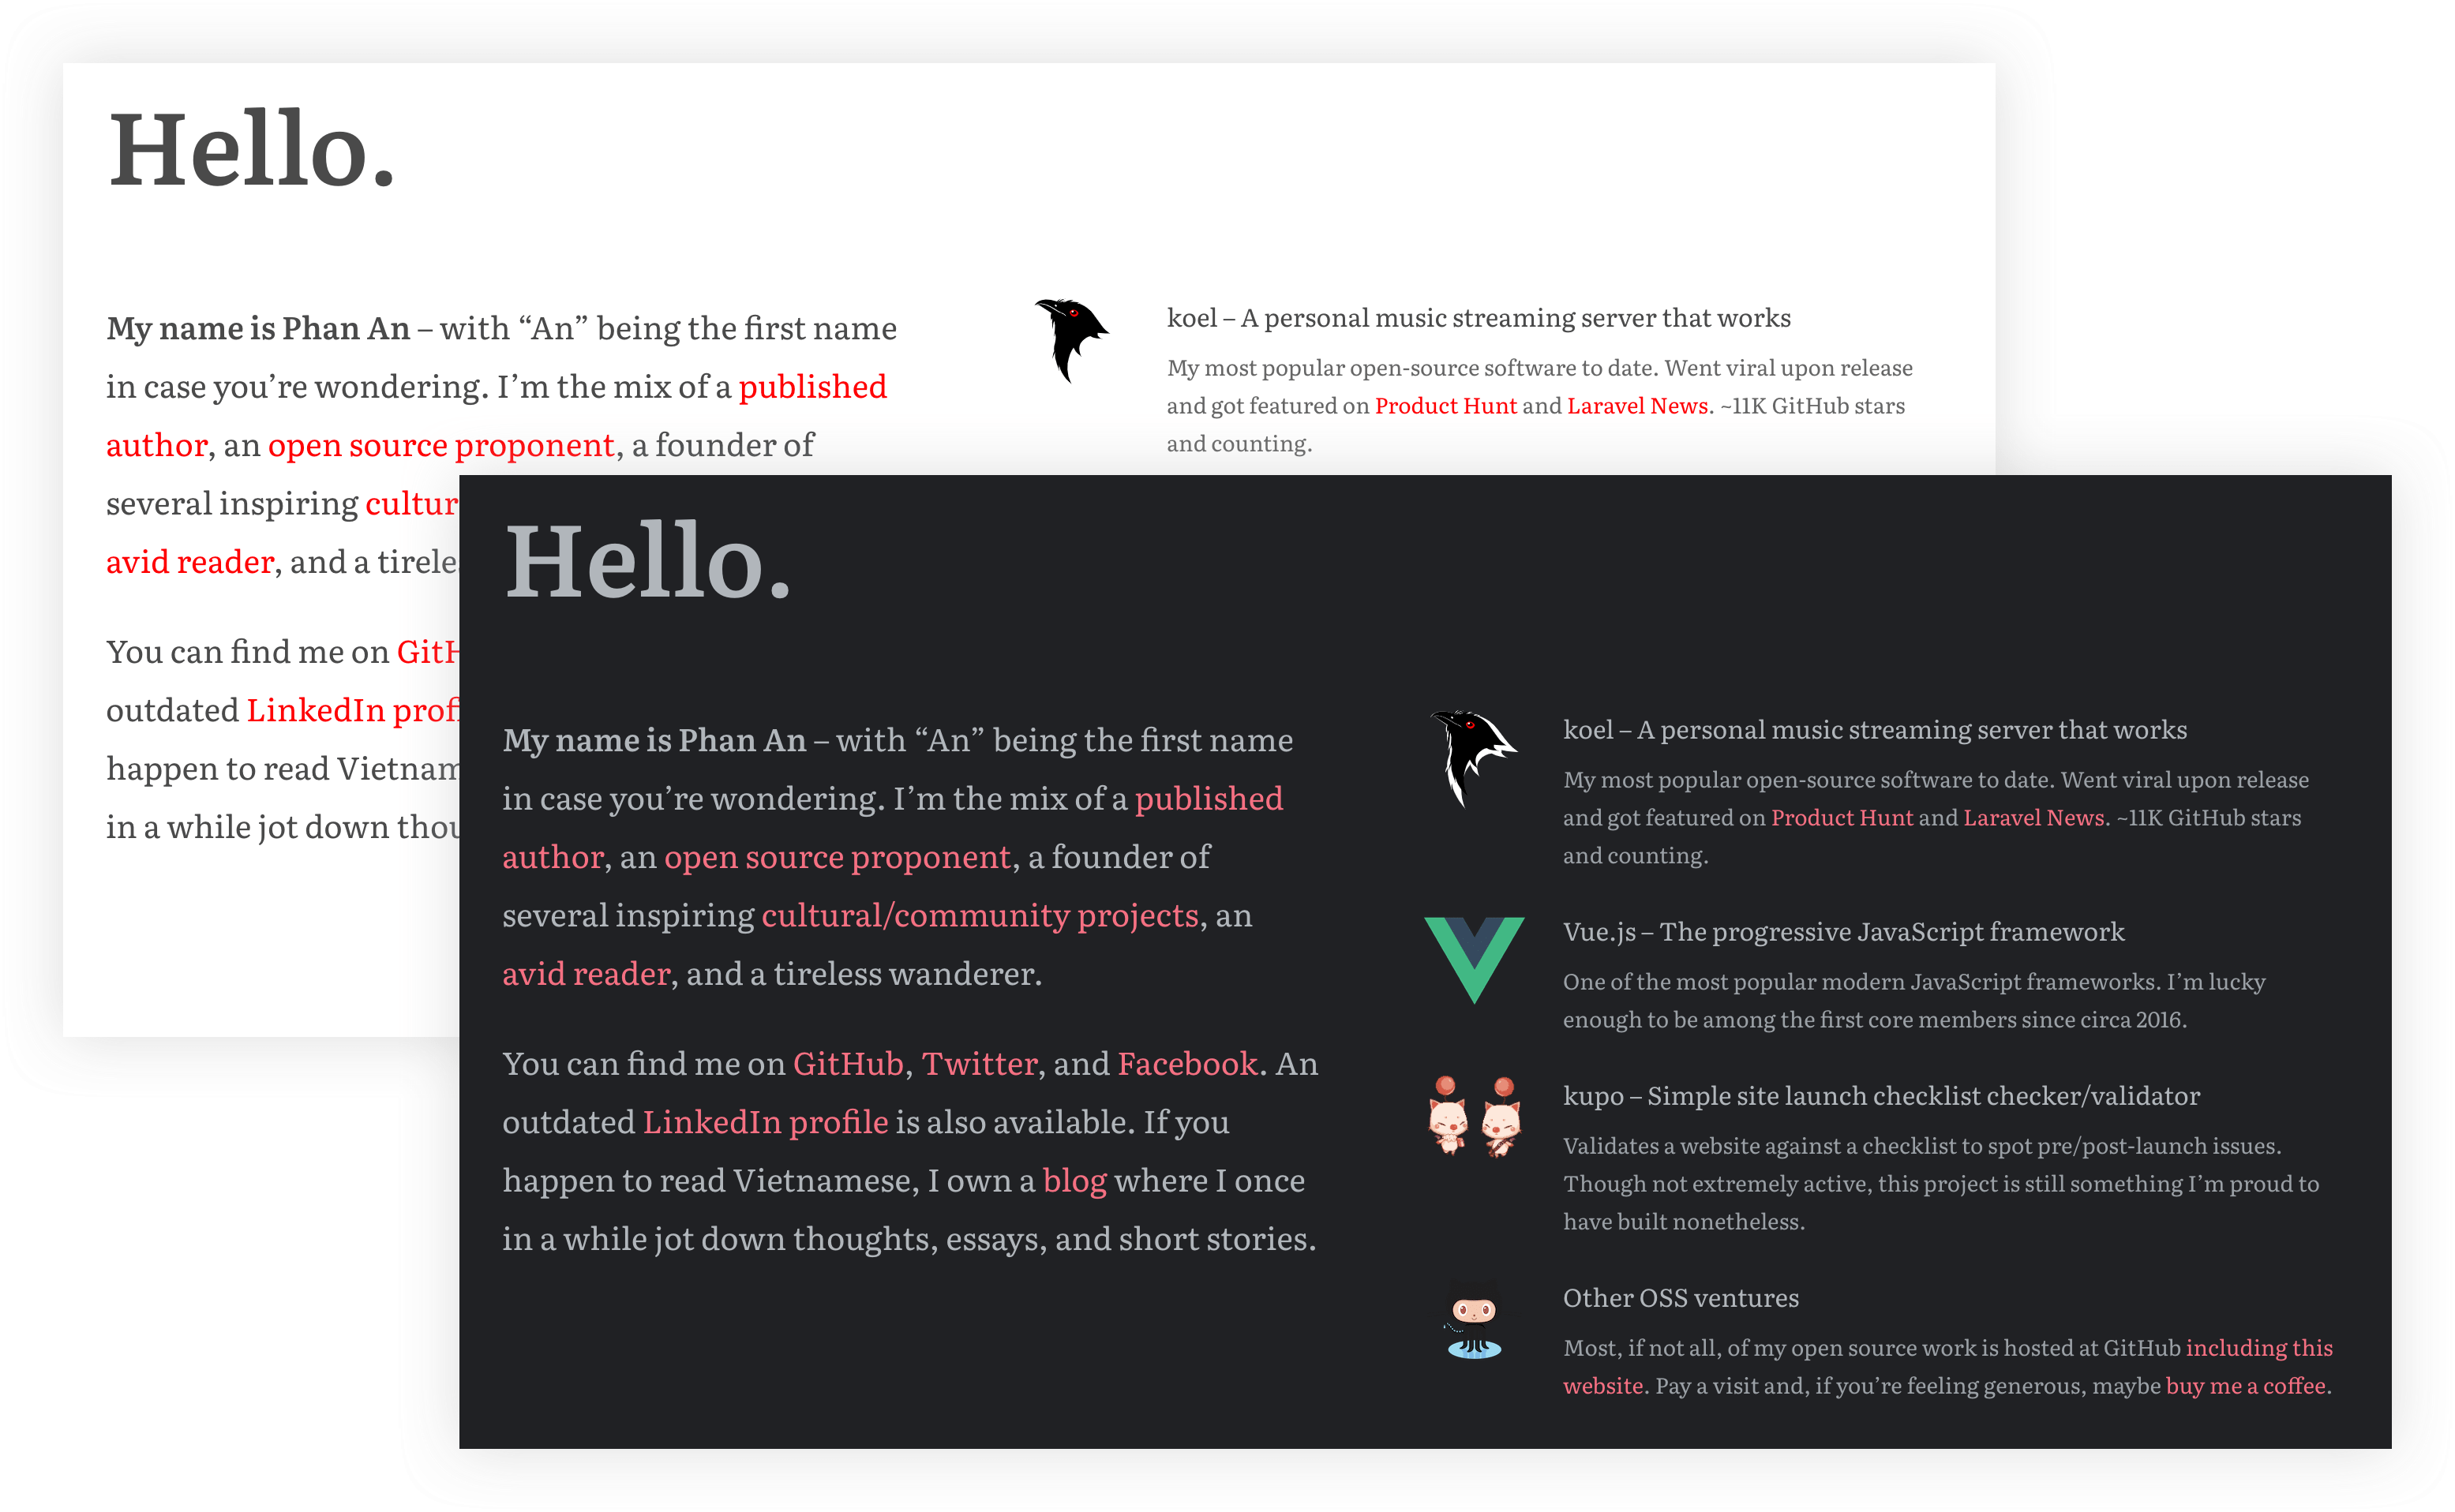 Hello.
My name is Phan An – with “An” being the first name
in case you’re wondering. I’m the mix of a published
author, an open source proponent, a founder of
several inspiring cultur
avid reader, and a tirele
You can find me on GitH
outdated LinkedIn profi
happen to read Vietnam
in a while jot down thou
koel – A personal music streaming server that works
My most popular open-source software to date. Went viral upon release
and got featured on Product Hunt and Laravel News. ~11K GitHub stars
and counting.
Hello.
My name is Phan An – with “An” being the first name
in case you’re wondering. I’m the mix of a published
author, an open source proponent, a founder of
several inspiring cultural/community projects, an
avid reader, and a tireless wanderer.
You can find me on GitHub, Twitter, and Facebook. An
outdated LinkedIn profile is also available. If you
happen to read Vietnamese, I own a blog where I once
in a while jot down thoughts, essays, and short stories.
koel – A personal music streaming server that works
My most popular open-source software to date. Went viral upon release
and got featured on Product Hunt and Laravel News. ~11K GitHub stars
and counting.
Vue.js – The progressive JavaScript framework
One of the most popular modern JavaScript frameworks. I’m lucky
enough to be among the first core members since circa 2016.
kupo – Simple site launch checklist checker/validator
Validates a website against a checklist to spot pre/post-launch issues.
Though not extremely active, this project is still something I’m proud to
have built nonetheless.
Other OSS ventures
Most, if not all, of my open source work is hosted at GitHub including this
website. Pay a visit and, if you’re feeling generous, maybe buy me a coffee.